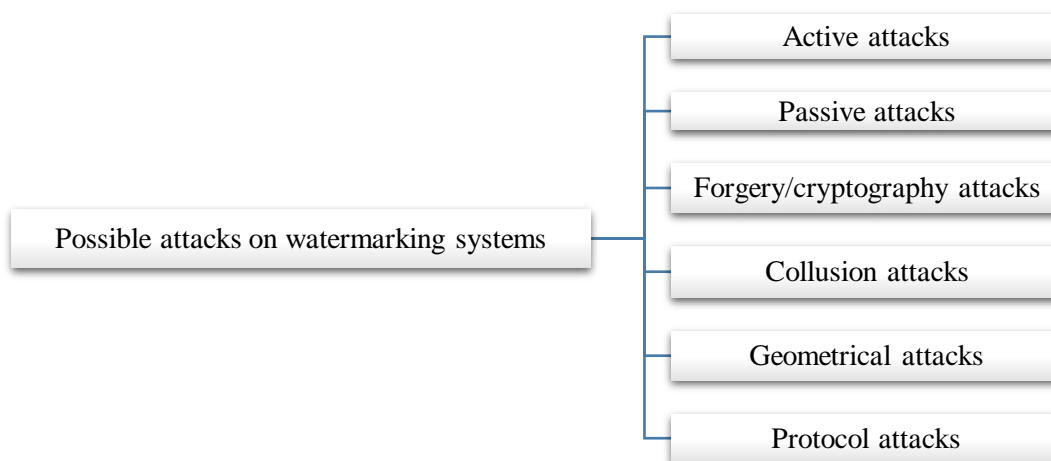 Active attacks
Passive attacks
Forgery/cryptography attacks
Possible attacks on watermarking systems
Collusion attacks
Geometrical attacks
Protocol attacks